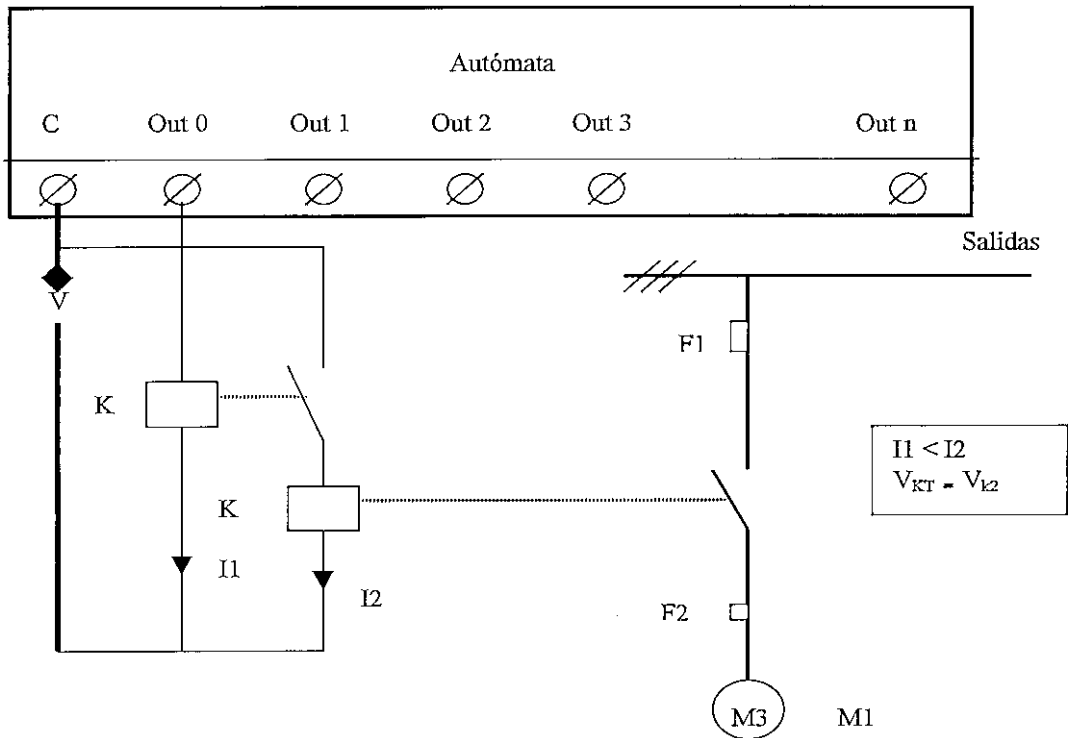 Autómata
C Out 0 Out 1 Out 2 Out 3 Out n
Salidas
V
F1
K
I1 < I2
V_KT = V_k2
K
I1
I2
F2
M3 M1